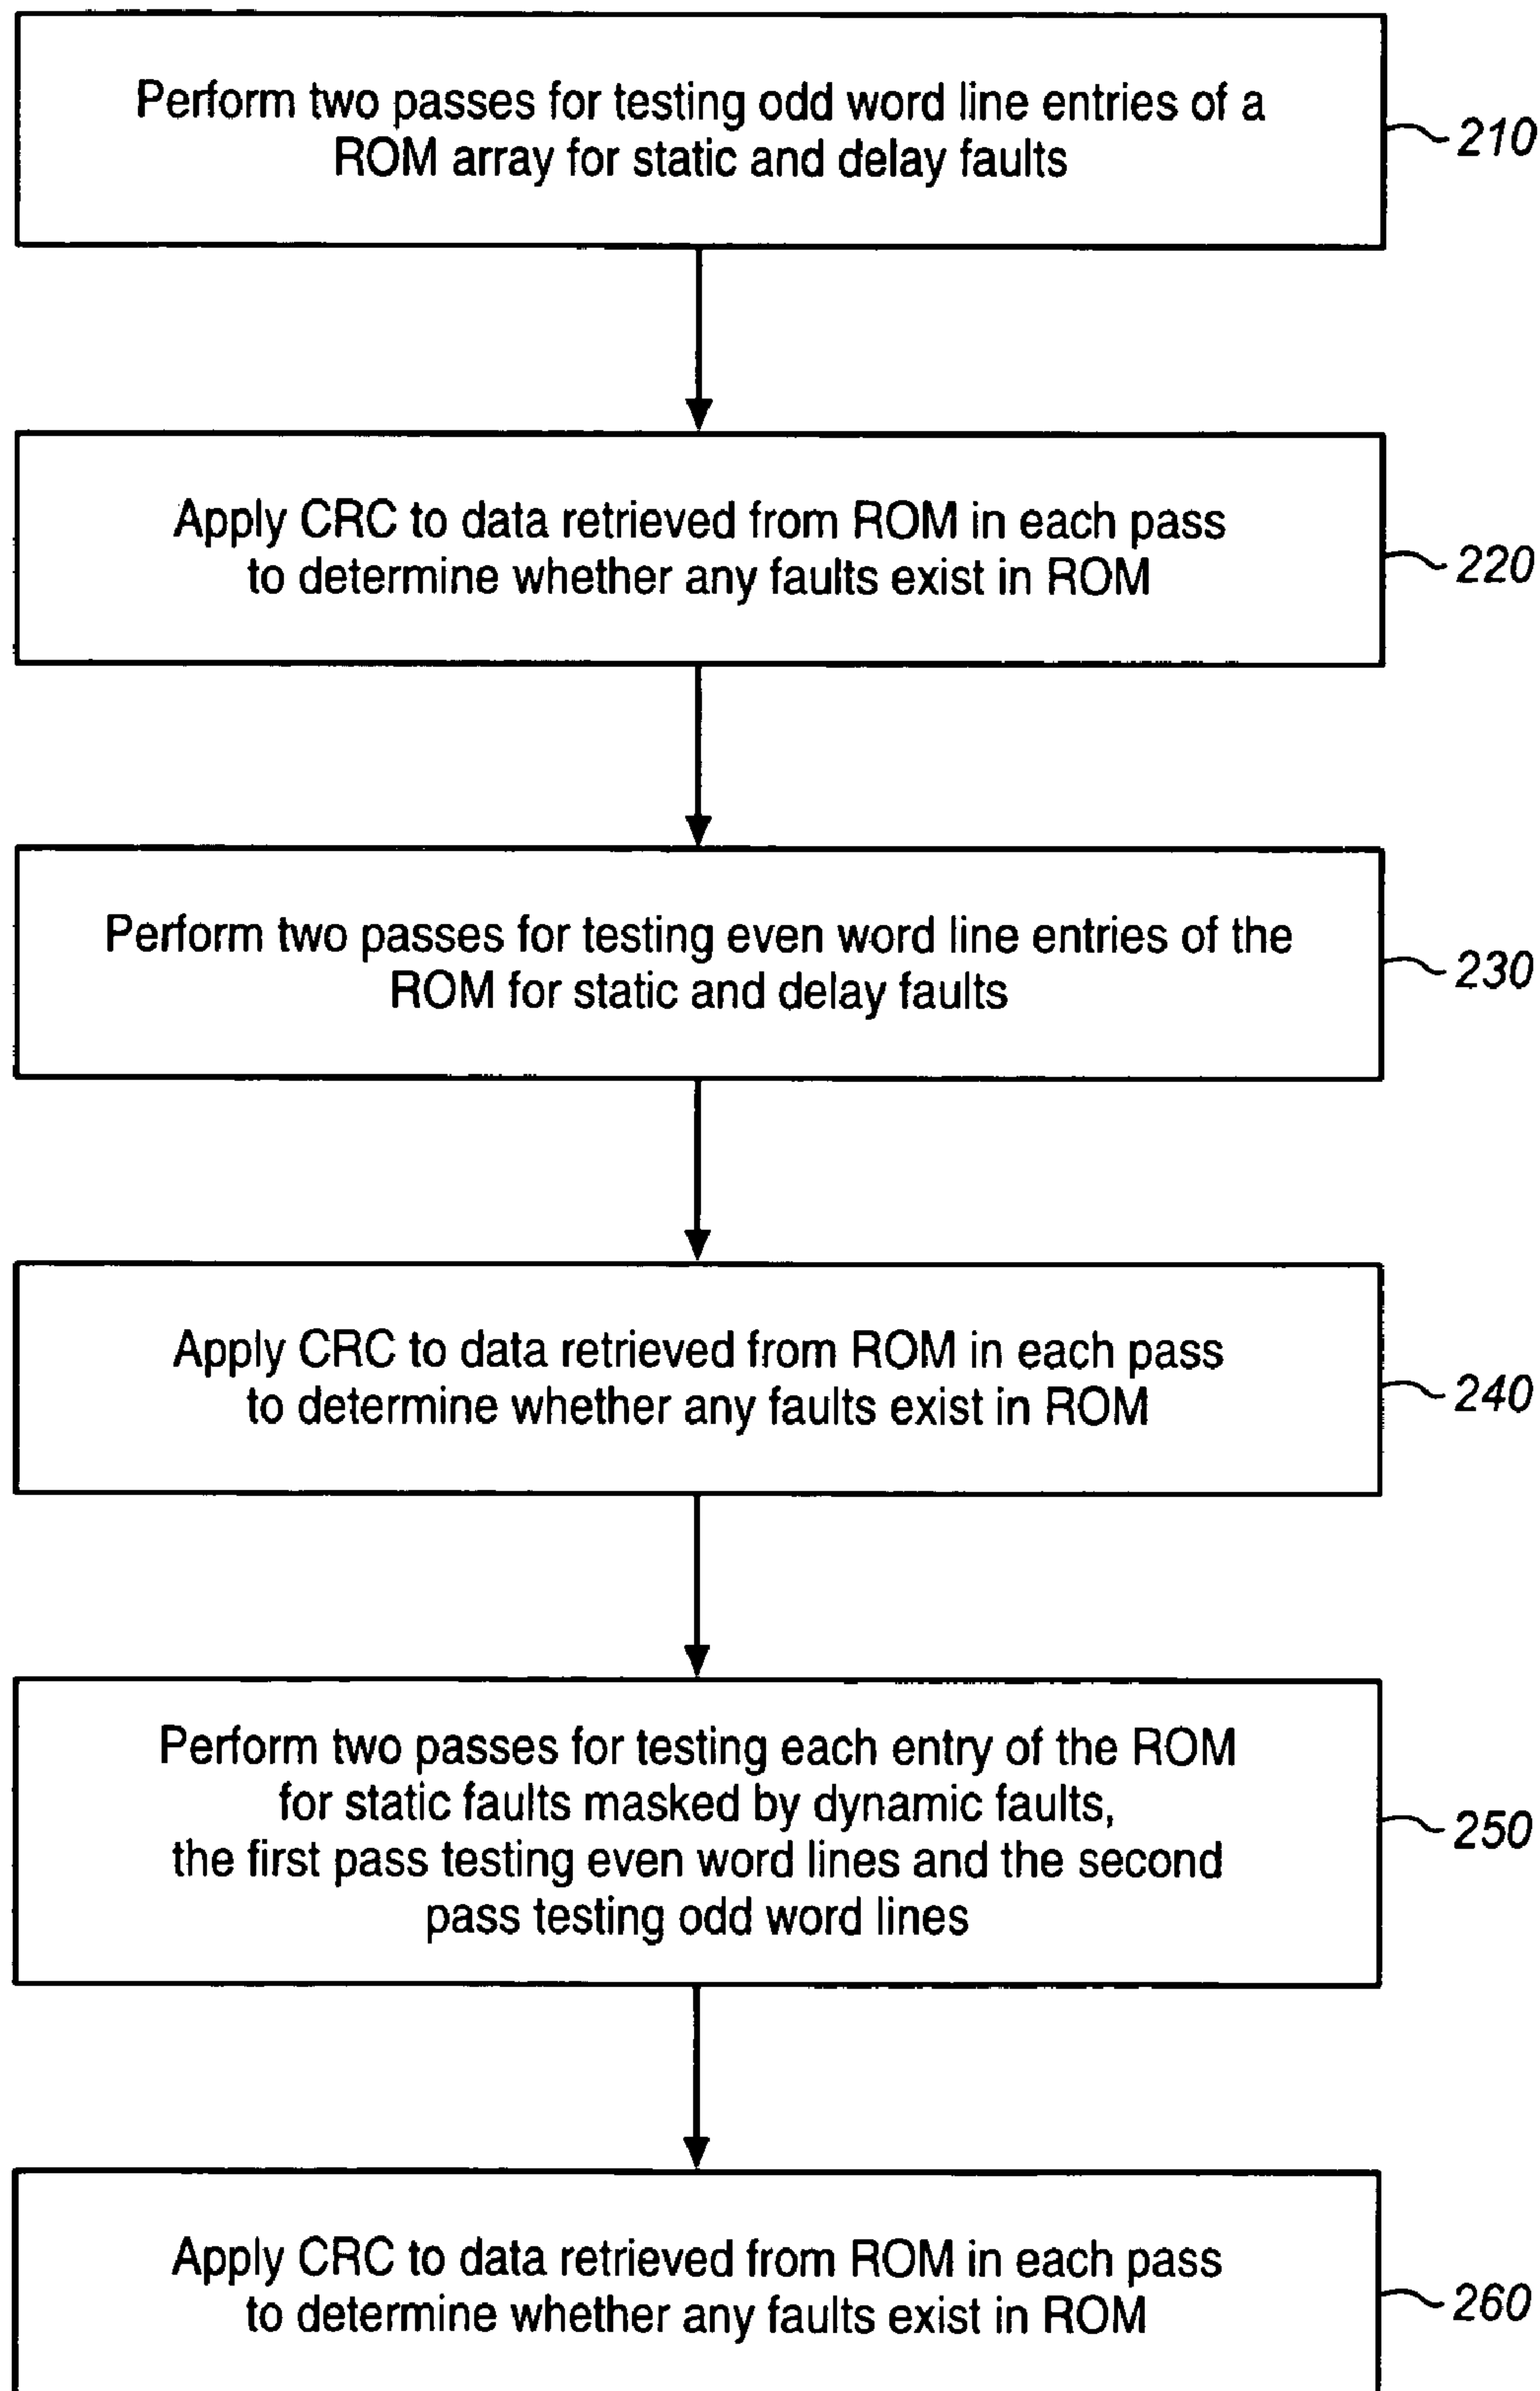 Perform two passes for testing odd word line entries of a
ROM array for static and delay faults
210
Apply CRC to data retrieved from ROM in each pass
to determine whether any faults exist in ROM
220
Perform two passes for testing even word line entries of the
ROM for static and delay faults
230
Apply CRC to data retrieved from ROM in each pass
to determine whether any faults exist in ROM
240
Perform two passes for testing each entry of the ROM
for static faults masked by dynamic faults,
the first pass testing even word lines and the second
pass testing odd word lines
250
Apply CRC to data retrieved from ROM in each pass
to determine whether any faults exist in ROM
260